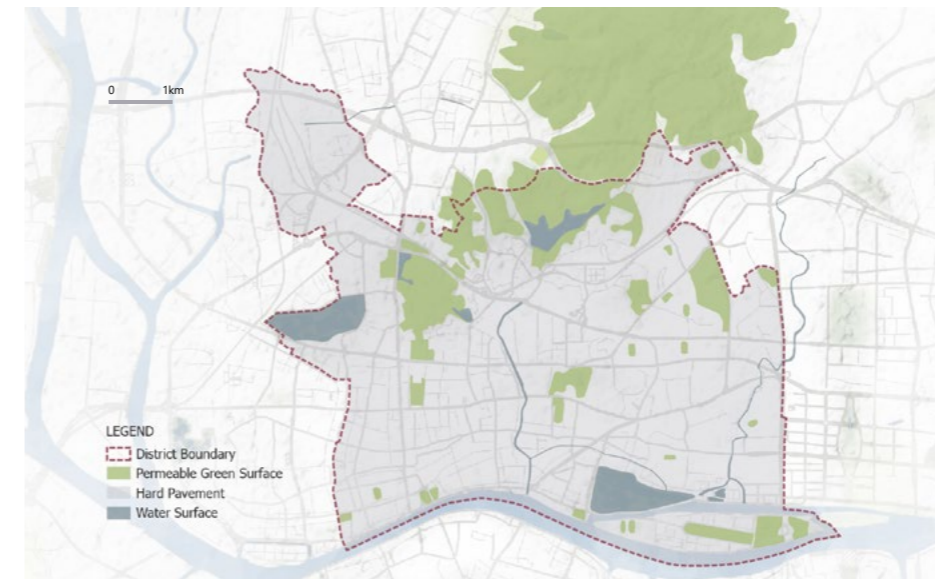 0 1km
LEGEND
District Boundary
Permeable Green Surface
Hard Pavement
Water Surface